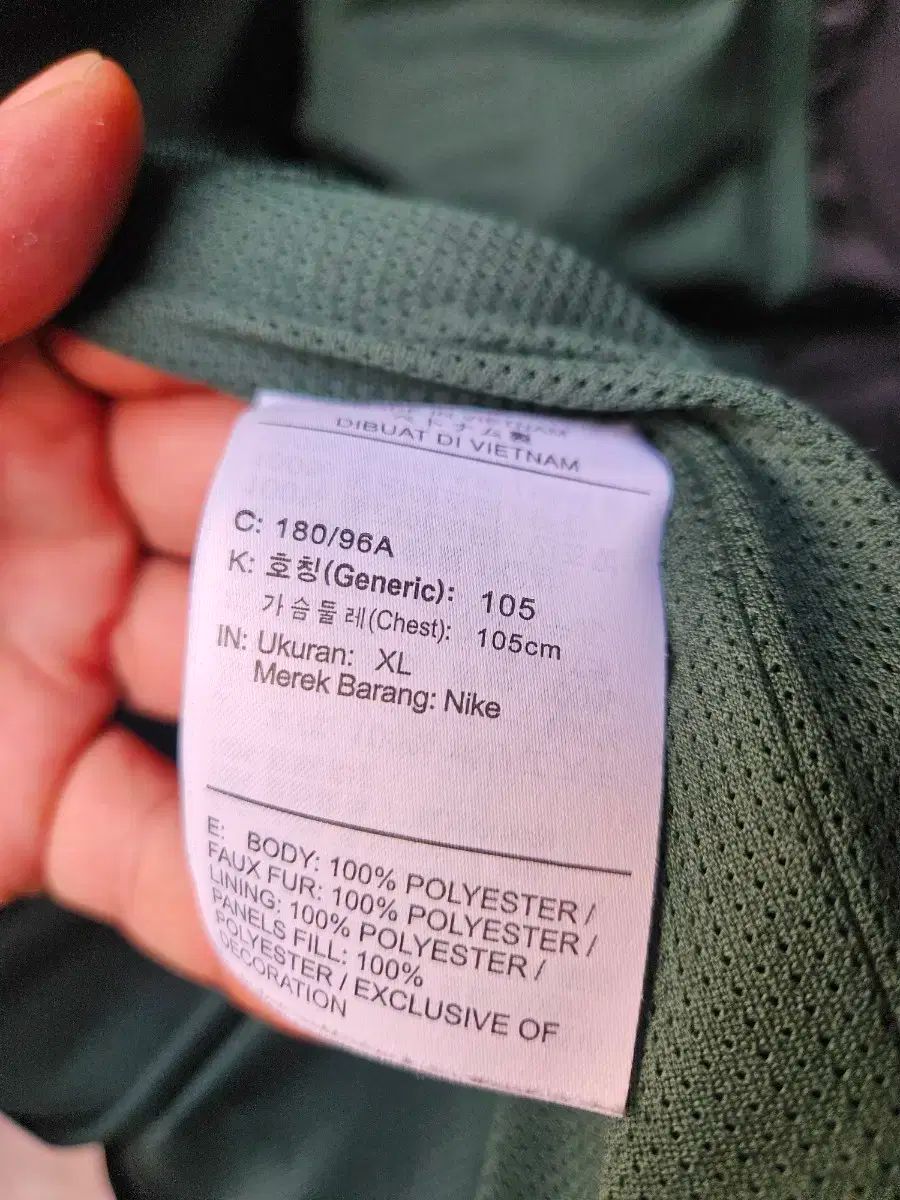 DIBUAT DI VIETNAM
C: 180/96A
K: 호칭(Generic): 105
가슴둘레(Chest): 105cm
IN: Ukuran: XL
Merek Barang: Nike
E: BODY: 100% POLYESTER /
FAUX FUR: 100% POLYESTER /
LINING: 100% POLYESTER /
PANELS FILL: 100%
POLYESTER / EXCLUSIVE OF
DECORATION